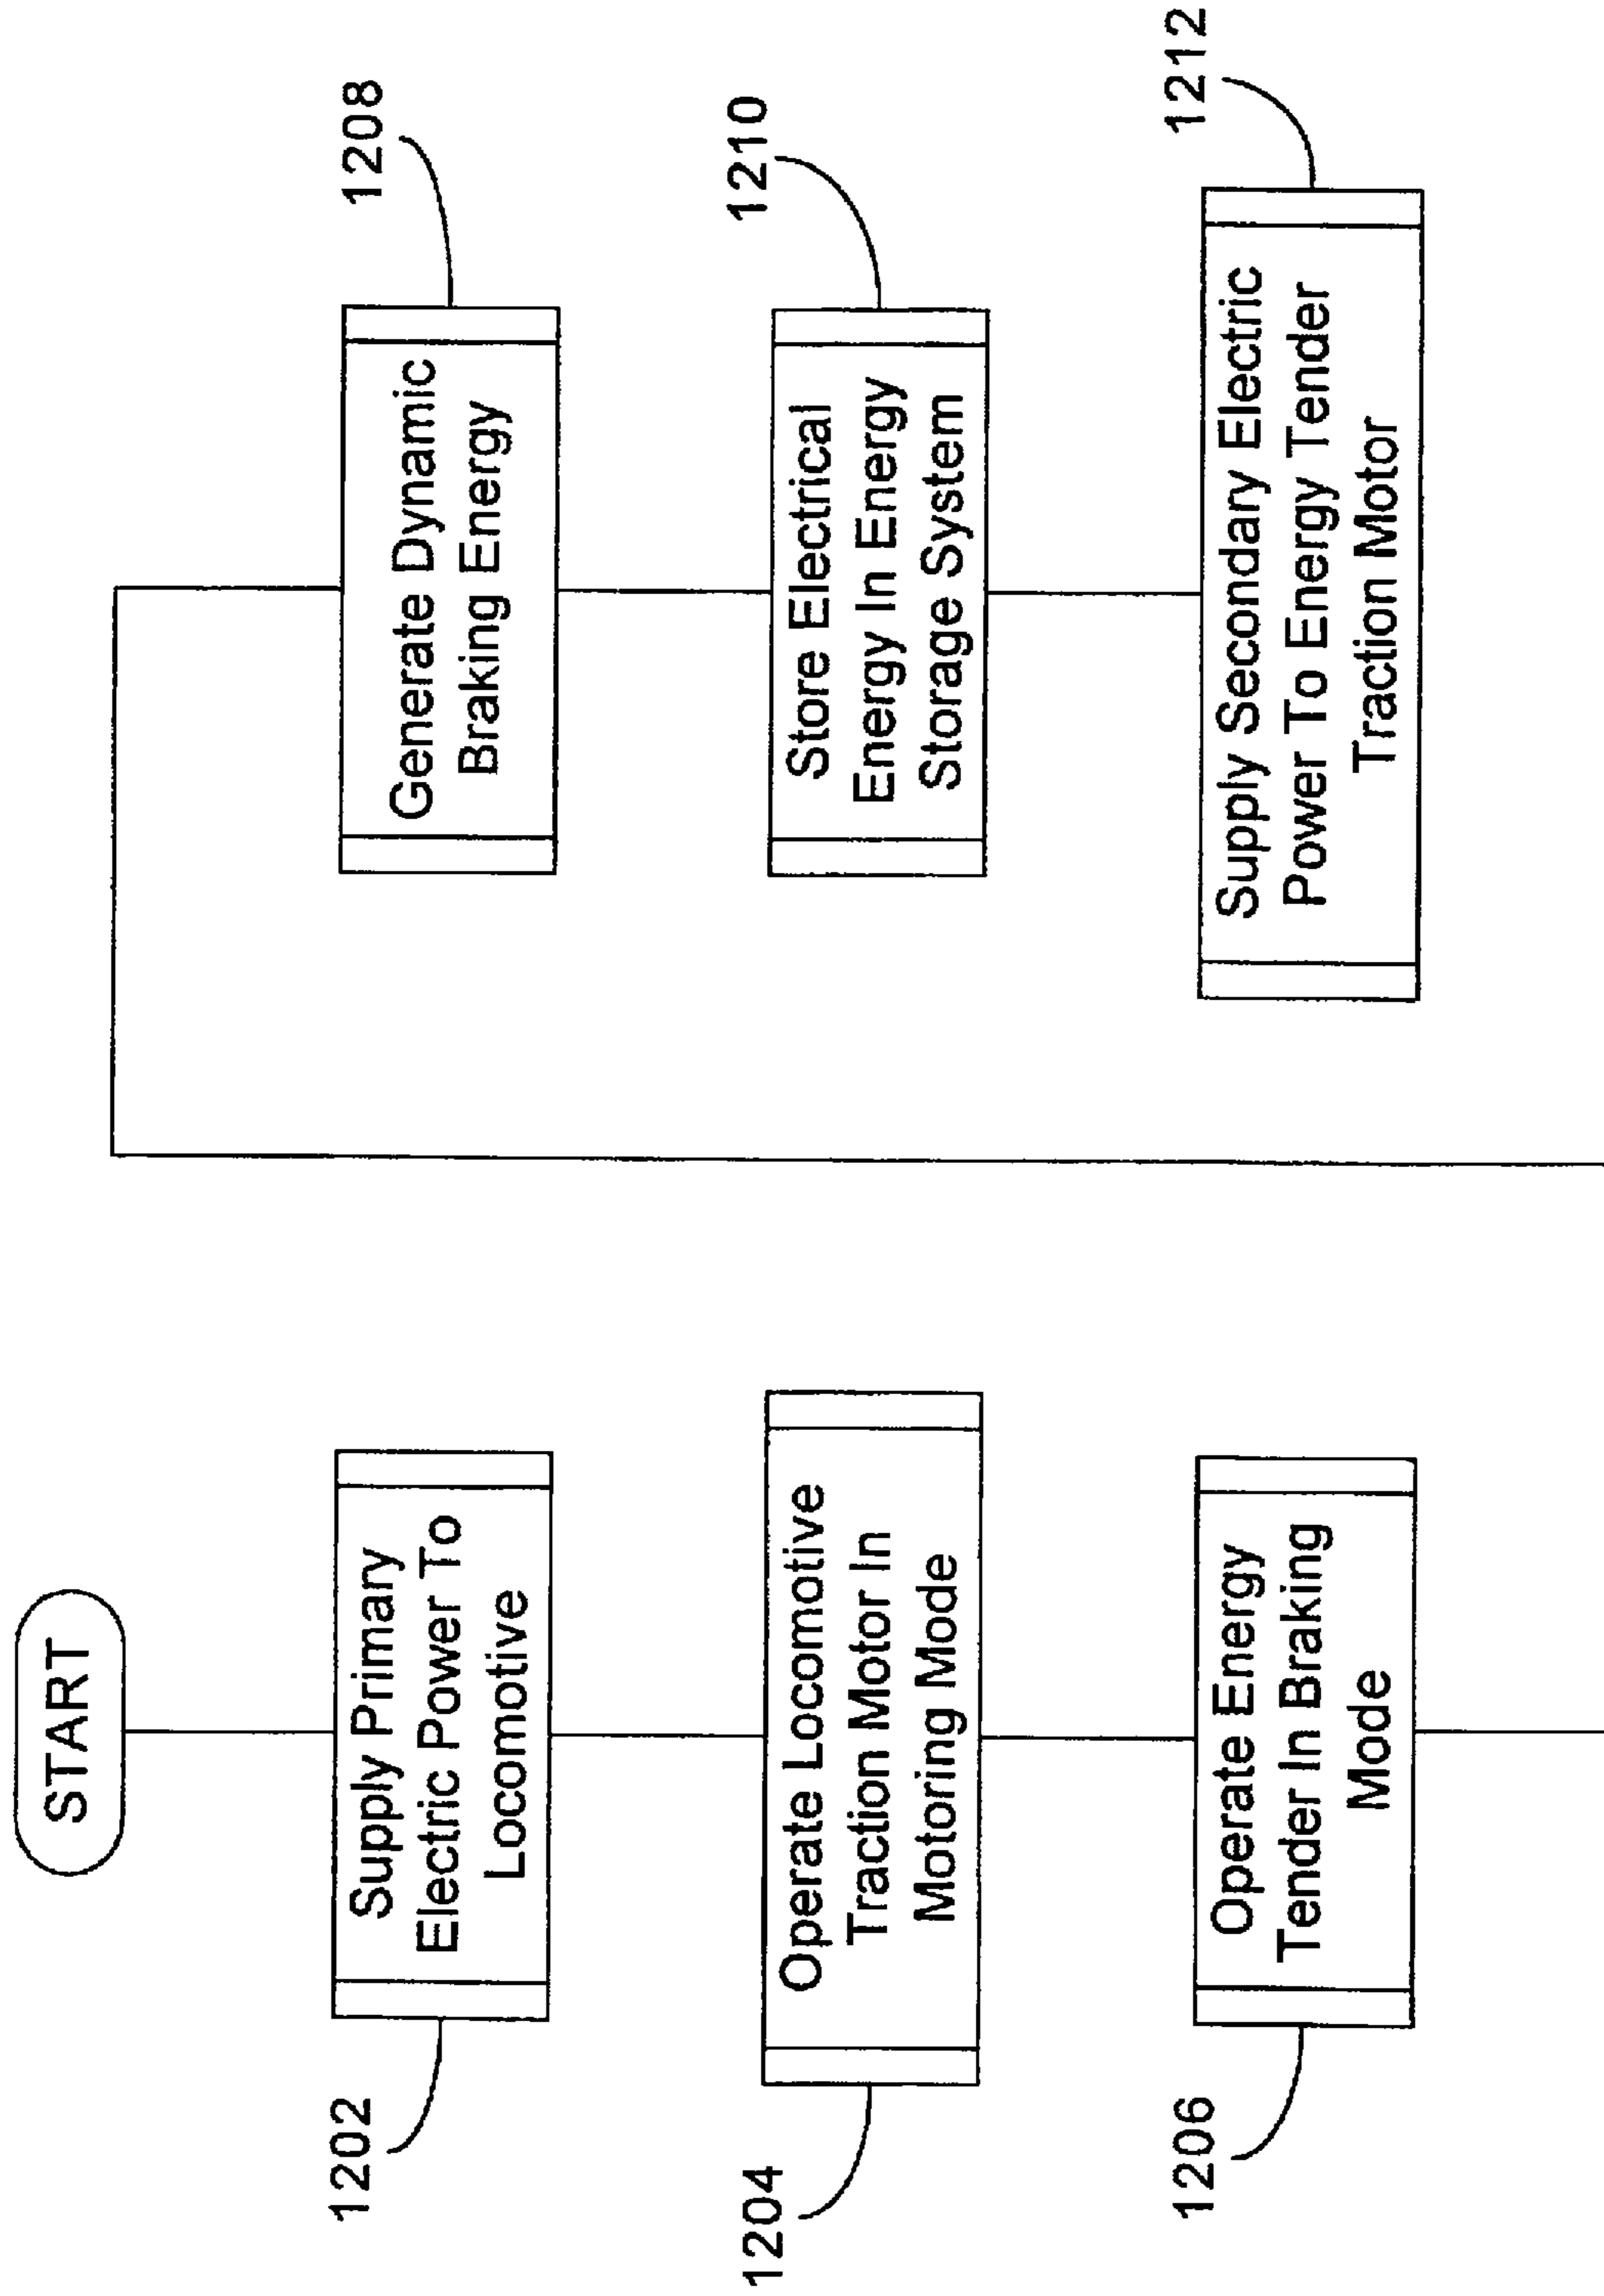 START
1202
Supply Primary
Electric Power To
Locomotive
1204
Operate Locomotive
Traction Motor In
Motoring Mode
1206
Operate Energy
Tender In Braking
Mode
1208
Generate Dynamic
Braking Energy
1210
Store Electrical
Energy In Energy
Storage System
1212
Supply Secondary Electric
Power To Energy Tender
Traction Motor